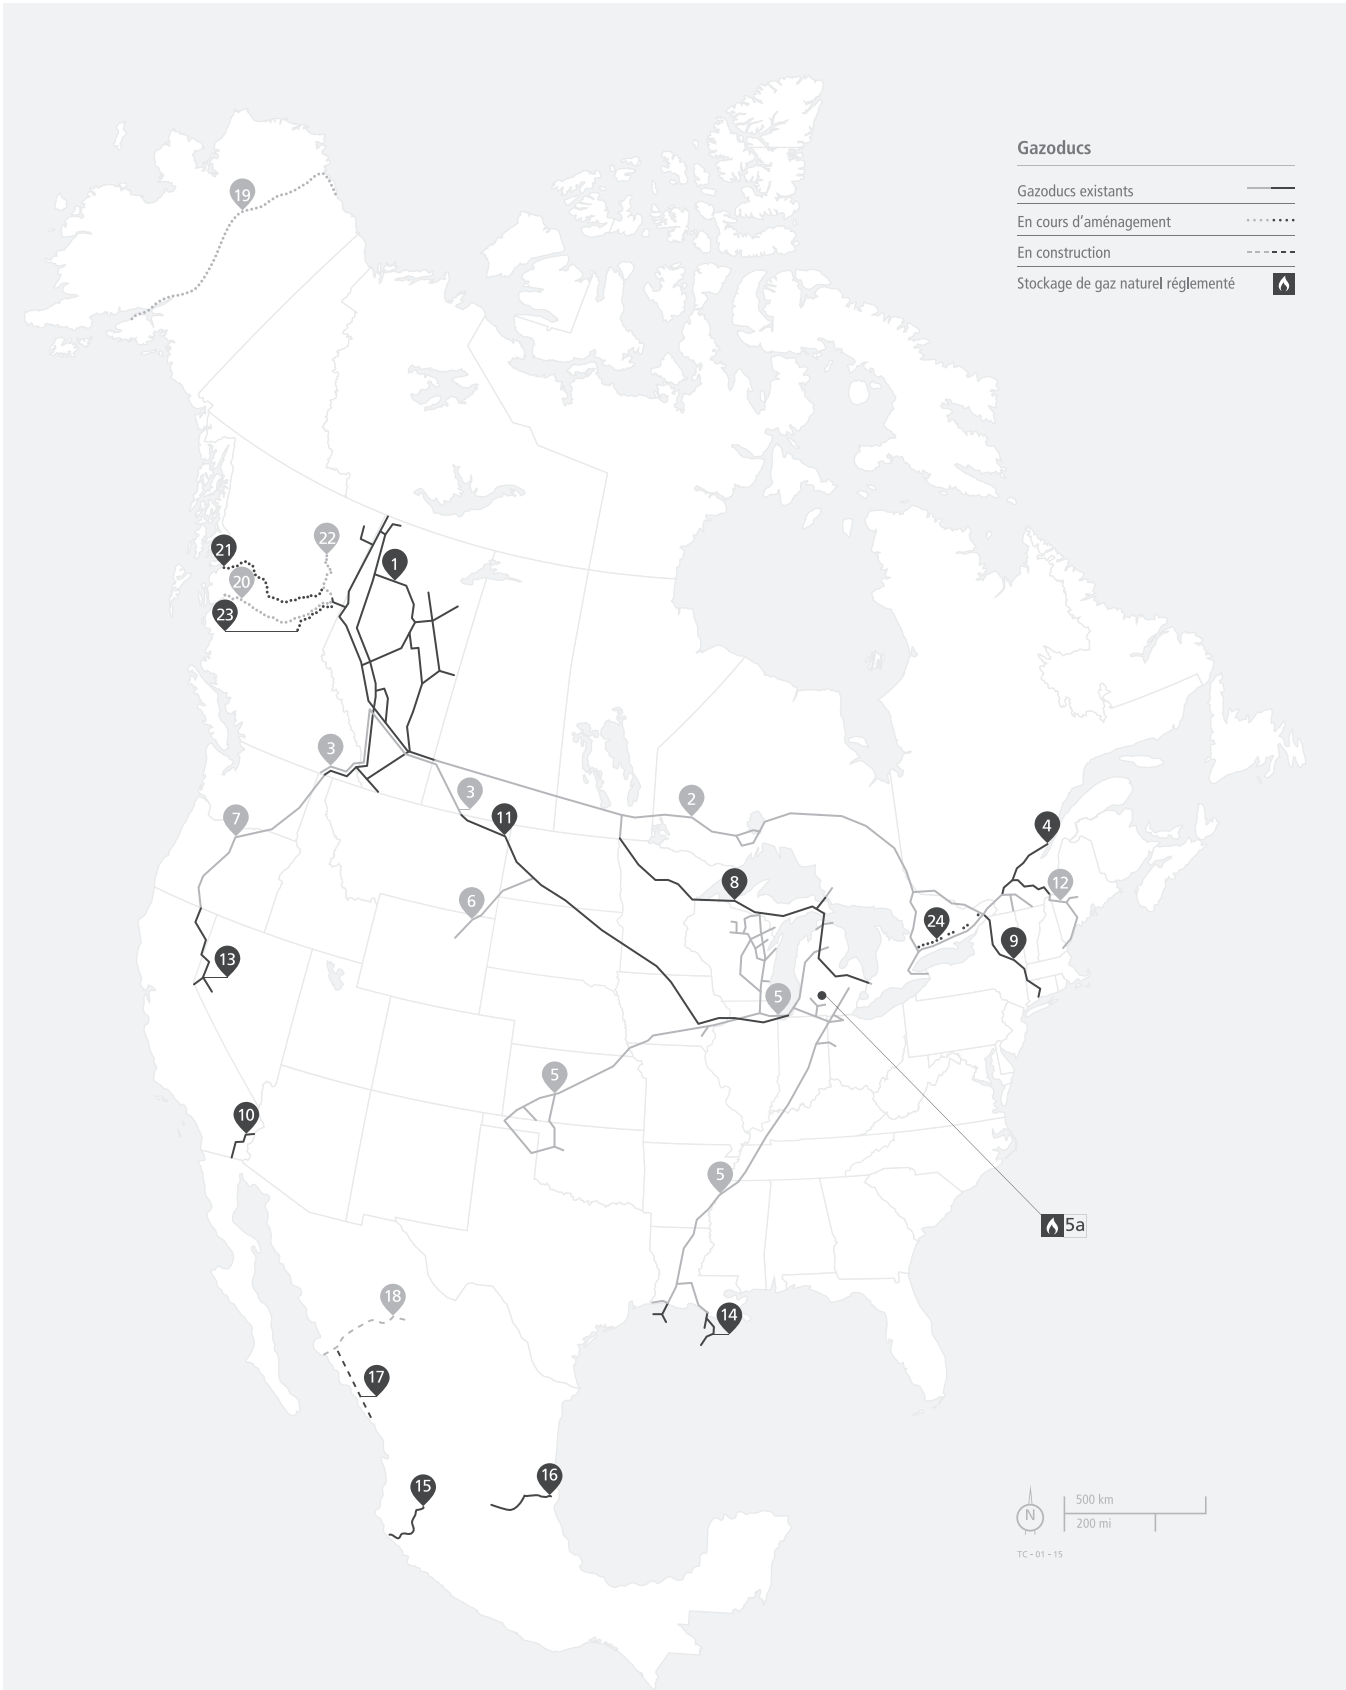 Gazoducs
Gazoducs existants
En cours d'aménagement
En construction
Stockage de gaz naturel réglementé
19
21
22
1
20
23
3
3
2
7
11
4
8
12
6
24
13
9
5
5
10
5
5a
18
14
17
16
15
500 km
N
200 mi
TC - 01 - 15